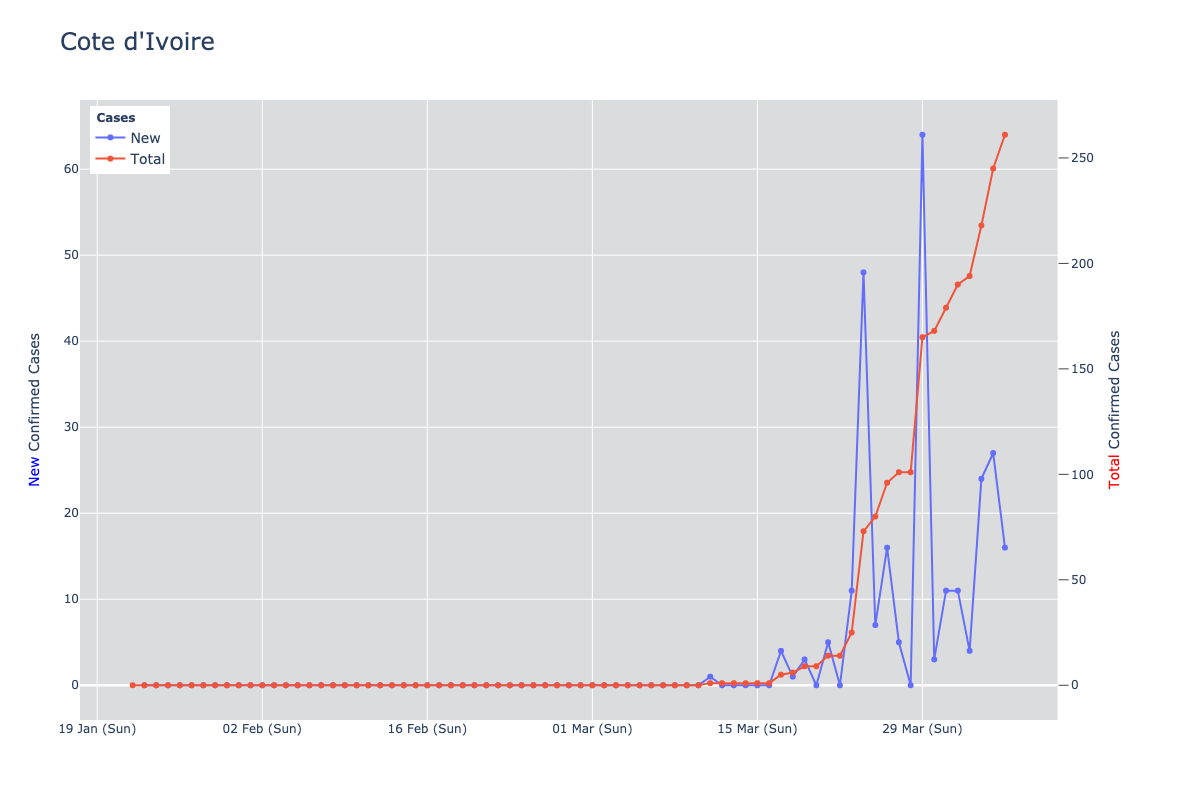 Cote d'Ivoire
Cases
New
Total
60
50
40
30
20
10
0
New Confirmed Cases
250
200
150
100
50
0
Total Confirmed Cases
19 Jan (Sun)
02 Feb (Sun)
16 Feb (Sun)
01 Mar (Sun)
15 Mar (Sun)
29 Mar (Sun)